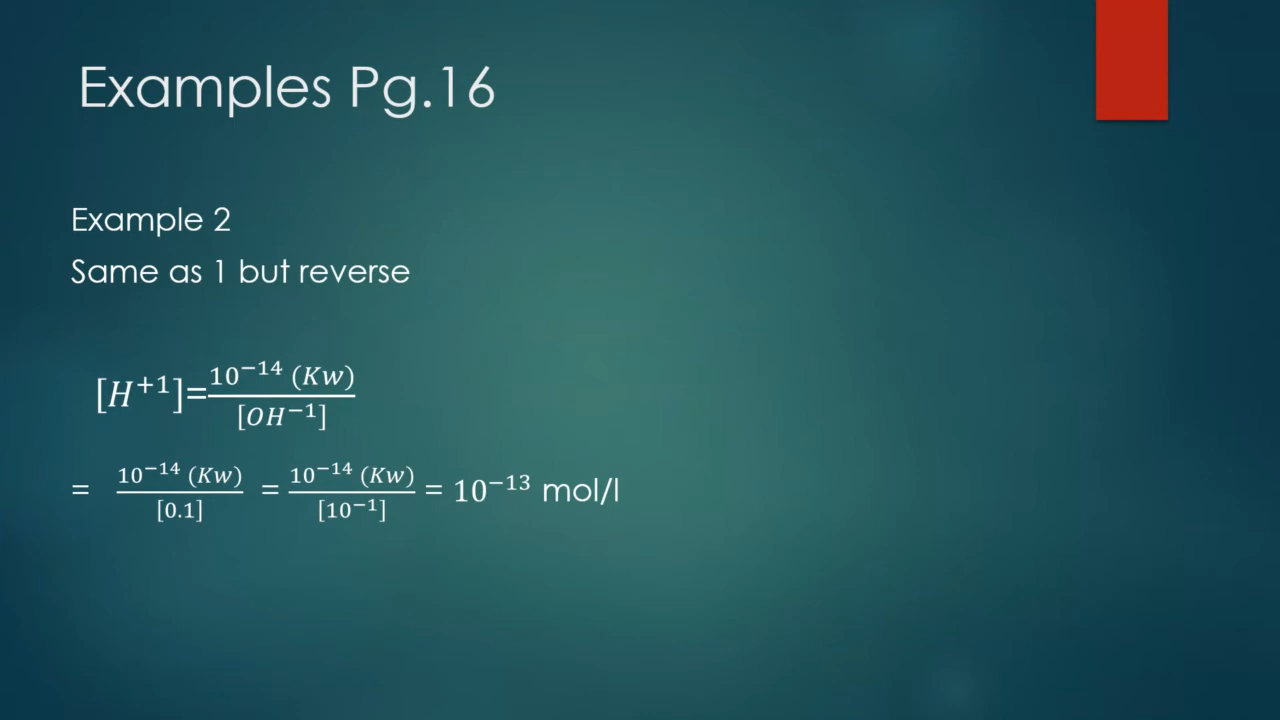 Examples Pg.16
Example 2
Same as 1 but reverse
[H⁺¹]=10⁻¹⁴ (Kw)/[OH⁻¹]
= 10⁻¹⁴ (Kw)/[0.1] = 10⁻¹⁴ (Kw)/[10⁻¹] = 10⁻¹³ mol/l